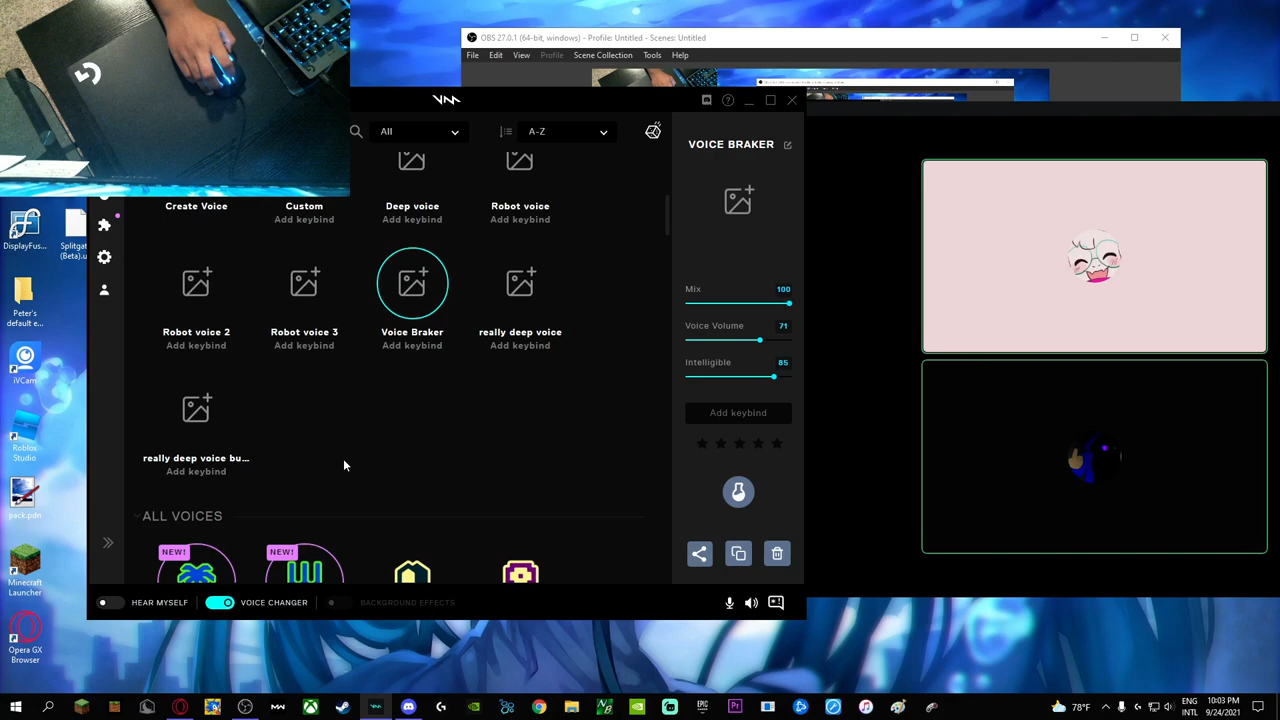 OBS 27.0.1 (64-bit, windows) - Profile: Untitled - Scenes: Untitled
File Edit View Profile Scene Collection Tools Help
All
A-Z
VOICE BRAKER
Create Voice
Custom
Add keybind
Deep voice
Add keybind
Robot voice
Add keybind
Robot voice 2
Add keybind
Robot voice 3
Add keybind
Voice Braker
Add keybind
really deep voice
Add keybind
really deep voice bu...
Add keybind
ALL VOICES
NEW!
NEW!
Mix 100
Voice Volume 71
Intelligible 85
Add keybind
HEAR MYSELF
VOICE CHANGER
BACKGROUND EFFECTS
DisplayFus...
Splitgat
(Beta).u
Peter's
default e...
iVCam
Roblox
Studio
pack.pdn
Minecraft
Launcher
Opera GX
Browser
78°F
ENG
INTL
10:03 PM
9/24/2021